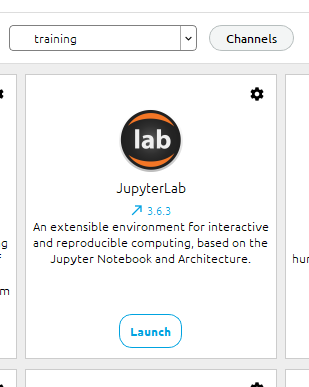 training
Channels
lab
JupyterLab
3.6.3
An extensible environment for interactive
and reproducible computing, based on the
Jupyter Notebook and Architecture.
Launch